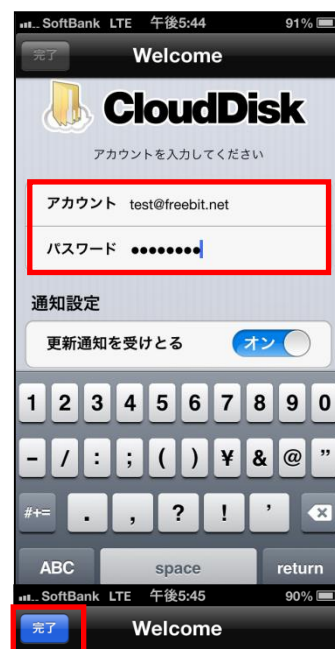 SoftBank LTE 午後5:44 91%
完了 Welcome
CloudDisk
アカウントを入力してください
アカウント test@freebit.net
パスワード ●●●●●●●●
通知設定
更新通知を受けとる オン
1 2 3 4 5 6 7 8 9 0
- / : ; ( ) ¥ & @ "
#+= . , ? ! '
ABC space return
SoftBank LTE 午後5:45 90%
完了 Welcome